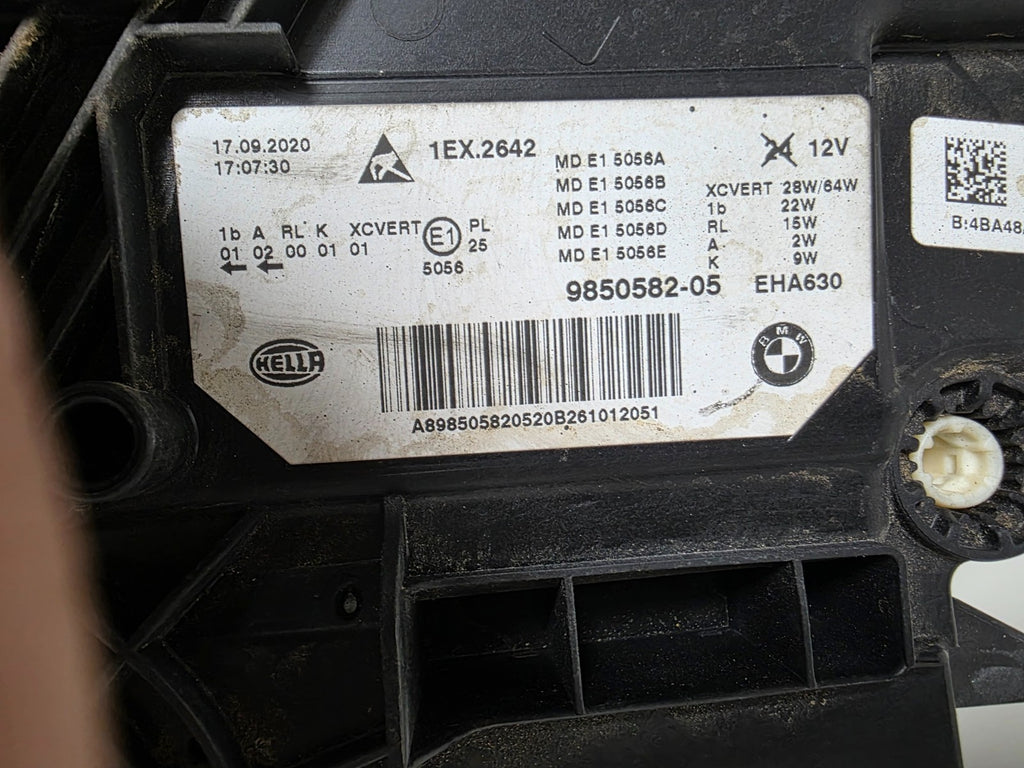 17.09.2020
17:07:30
1EX.2642
MD E1 5056A
MD E1 5056B
MD E1 5056C
MD E1 5056D
MD E1 5056E
24 12V
XCVERT 28W/64W
1b 22W
RL 15W
A 2W
K 9W
1b A RL K XCVERT
01 02 00 01 01
E1
5056
PL
25
9850582-05 EHA630
HELLA
BMW
A898505820520B261012051
B:4BA48